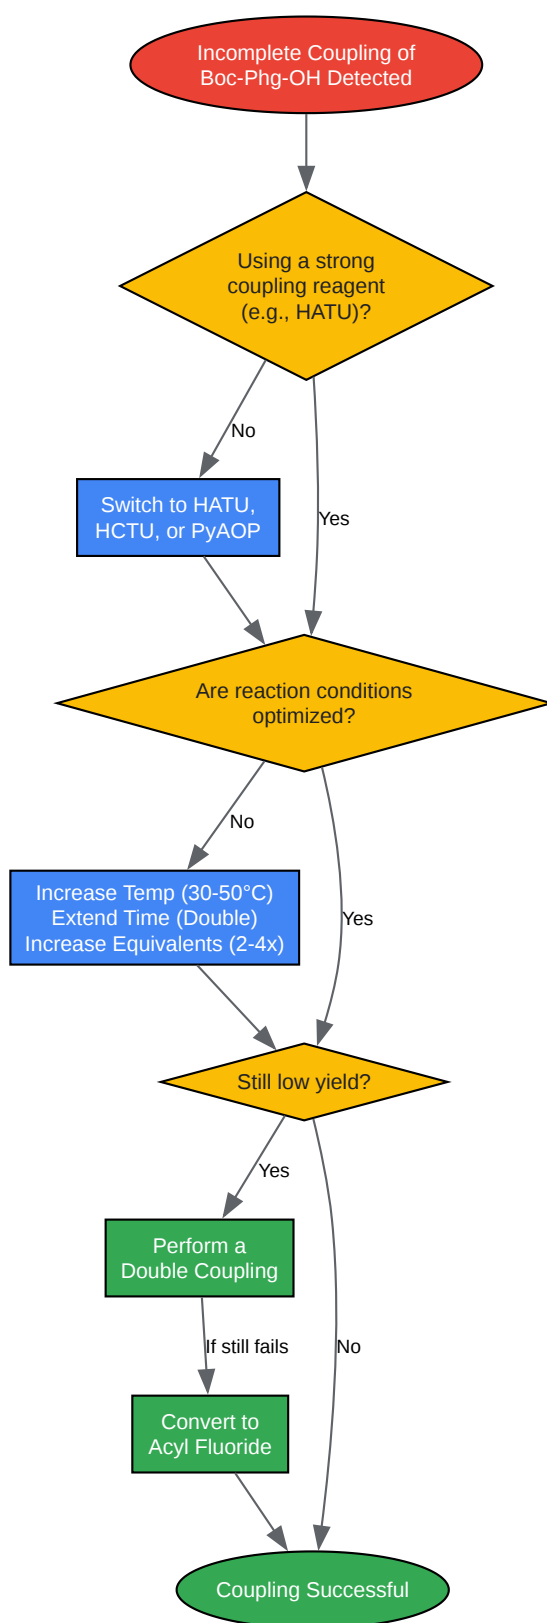 Incomplete Coupling of
Boc-Phg-OH Detected
Using a strong
coupling reagent
(e.g., HATU)?
No
Switch to HATU,
HCTU, or PyAOP
Yes
Are reaction conditions
optimized?
No
Increase Temp (30-50°C)
Extend Time (Double)
Increase Equivalents (2-4x)
Yes
Still low yield?
Yes
Perform a
Double Coupling
If still fails
No
Convert to
Acyl Fluoride
Coupling Successful